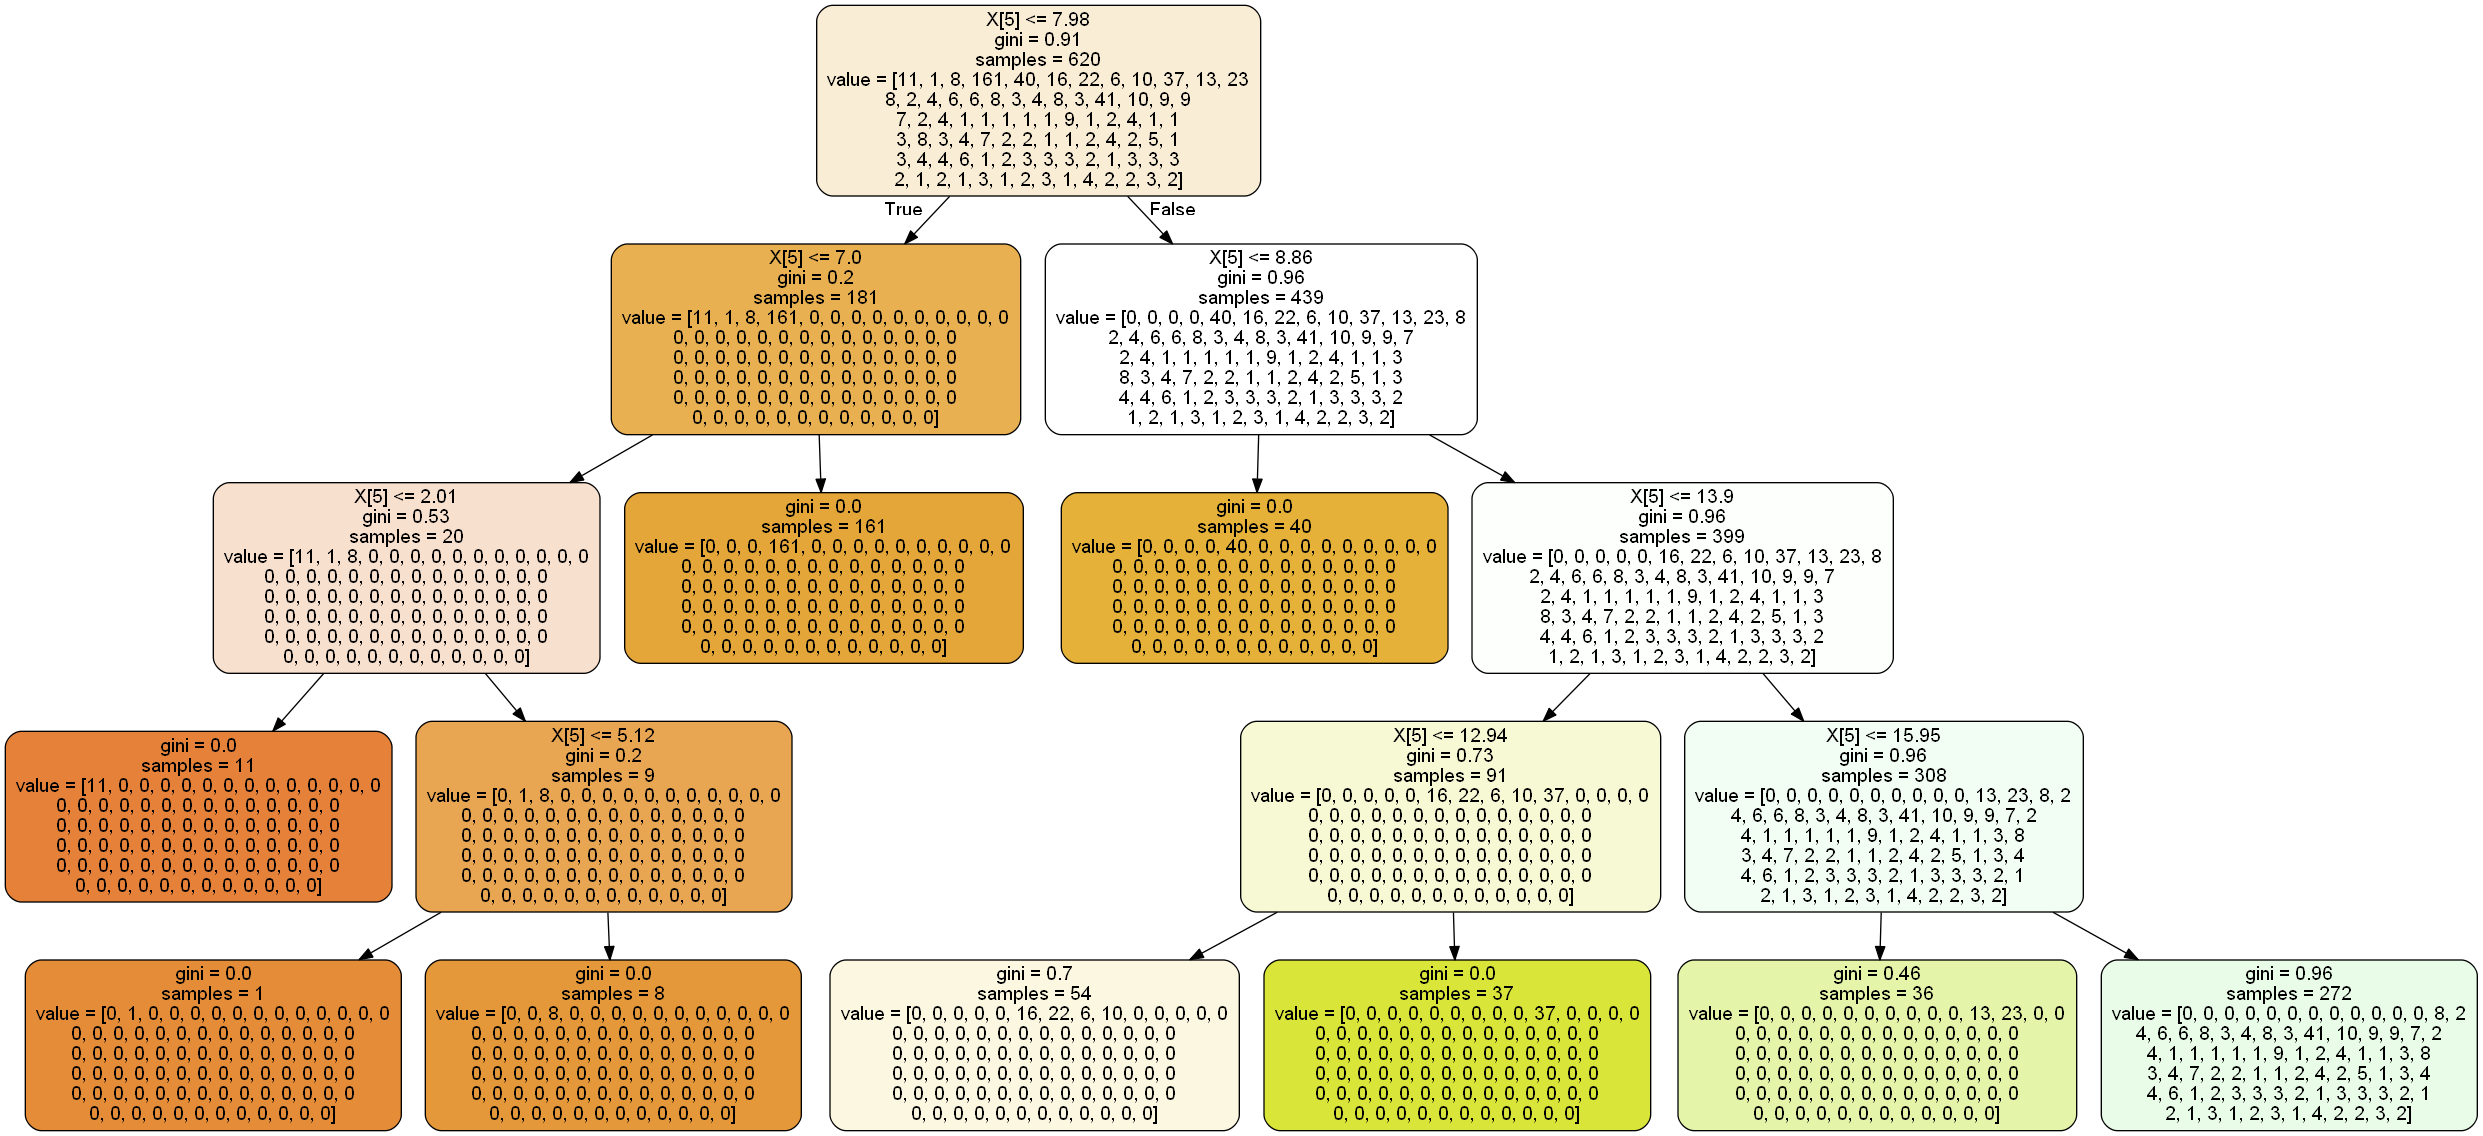 X[5] <= 7.98
gini = 0.91
samples = 620
value = [11, 1, 8, 161, 40, 16, 22, 6, 10, 37, 13, 23
8, 2, 4, 6, 6, 8, 3, 4, 8, 3, 41, 10, 9, 9
7, 2, 4, 1, 1, 1, 1, 1, 9, 1, 2, 4, 1, 1
3, 8, 3, 4, 7, 2, 2, 1, 1, 2, 4, 2, 5, 1
3, 4, 4, 6, 1, 2, 3, 3, 3, 2, 1, 3, 3, 3
2, 1, 2, 1, 3, 1, 2, 3, 1, 4, 2, 2, 3, 2]
True
False
X[5] <= 7.0
gini = 0.2
samples = 181
value = [11, 1, 8, 161, 0, 0, 0, 0, 0, 0, 0, 0, 0, 0
0, 0, 0, 0, 0, 0, 0, 0, 0, 0, 0, 0, 0, 0
0, 0, 0, 0, 0, 0, 0, 0, 0, 0, 0, 0, 0, 0
0, 0, 0, 0, 0, 0, 0, 0, 0, 0, 0, 0, 0, 0
0, 0, 0, 0, 0, 0, 0, 0, 0, 0, 0, 0, 0, 0
0, 0, 0, 0, 0, 0, 0, 0, 0, 0, 0, 0]
X[5] <= 8.86
gini = 0.96
samples = 439
value = [0, 0, 0, 0, 40, 16, 22, 6, 10, 37, 13, 23, 8
2, 4, 6, 6, 8, 3, 4, 8, 3, 41, 10, 9, 9, 7
2, 4, 1, 1, 1, 1, 1, 9, 1, 2, 4, 1, 1, 3
8, 3, 4, 7, 2, 2, 1, 1, 2, 4, 2, 5, 1, 3
4, 4, 6, 1, 2, 3, 3, 3, 2, 1, 3, 3, 3, 2
1, 2, 1, 3, 1, 2, 3, 1, 4, 2, 2, 3, 2]
X[5] <= 2.01
gini = 0.53
samples = 20
value = [11, 1, 8, 0, 0, 0, 0, 0, 0, 0, 0, 0, 0, 0
0, 0, 0, 0, 0, 0, 0, 0, 0, 0, 0, 0, 0, 0
0, 0, 0, 0, 0, 0, 0, 0, 0, 0, 0, 0, 0, 0
0, 0, 0, 0, 0, 0, 0, 0, 0, 0, 0, 0, 0, 0
0, 0, 0, 0, 0, 0, 0, 0, 0, 0, 0, 0, 0, 0
0, 0, 0, 0, 0, 0, 0, 0, 0, 0, 0, 0]
gini = 0.0
samples = 161
value = [0, 0, 0, 161, 0, 0, 0, 0, 0, 0, 0, 0, 0, 0
0, 0, 0, 0, 0, 0, 0, 0, 0, 0, 0, 0, 0, 0
0, 0, 0, 0, 0, 0, 0, 0, 0, 0, 0, 0, 0, 0
0, 0, 0, 0, 0, 0, 0, 0, 0, 0, 0, 0, 0, 0
0, 0, 0, 0, 0, 0, 0, 0, 0, 0, 0, 0, 0, 0
0, 0, 0, 0, 0, 0, 0, 0, 0, 0, 0, 0]
gini = 0.0
samples = 40
value = [0, 0, 0, 0, 40, 0, 0, 0, 0, 0, 0, 0, 0, 0
0, 0, 0, 0, 0, 0, 0, 0, 0, 0, 0, 0, 0, 0
0, 0, 0, 0, 0, 0, 0, 0, 0, 0, 0, 0, 0, 0
0, 0, 0, 0, 0, 0, 0, 0, 0, 0, 0, 0, 0, 0
0, 0, 0, 0, 0, 0, 0, 0, 0, 0, 0, 0, 0, 0
0, 0, 0, 0, 0, 0, 0, 0, 0, 0, 0, 0]
X[5] <= 13.9
gini = 0.96
samples = 399
value = [0, 0, 0, 0, 0, 16, 22, 6, 10, 37, 13, 23, 8
2, 4, 6, 6, 8, 3, 4, 8, 3, 41, 10, 9, 9, 7
2, 4, 1, 1, 1, 1, 1, 9, 1, 2, 4, 1, 1, 3
8, 3, 4, 7, 2, 2, 1, 1, 2, 4, 2, 5, 1, 3
4, 4, 6, 1, 2, 3, 3, 3, 2, 1, 3, 3, 3, 2
1, 2, 1, 3, 1, 2, 3, 1, 4, 2, 2, 3, 2]
gini = 0.0
samples = 11
value = [11, 0, 0, 0, 0, 0, 0, 0, 0, 0, 0, 0, 0, 0
0, 0, 0, 0, 0, 0, 0, 0, 0, 0, 0, 0, 0, 0
0, 0, 0, 0, 0, 0, 0, 0, 0, 0, 0, 0, 0, 0
0, 0, 0, 0, 0, 0, 0, 0, 0, 0, 0, 0, 0, 0
0, 0, 0, 0, 0, 0, 0, 0, 0, 0, 0, 0, 0, 0
0, 0, 0, 0, 0, 0, 0, 0, 0, 0, 0, 0]
X[5] <= 5.12
gini = 0.2
samples = 9
value = [0, 1, 8, 0, 0, 0, 0, 0, 0, 0, 0, 0, 0, 0
0, 0, 0, 0, 0, 0, 0, 0, 0, 0, 0, 0, 0, 0
0, 0, 0, 0, 0, 0, 0, 0, 0, 0, 0, 0, 0, 0
0, 0, 0, 0, 0, 0, 0, 0, 0, 0, 0, 0, 0, 0
0, 0, 0, 0, 0, 0, 0, 0, 0, 0, 0, 0, 0, 0
0, 0, 0, 0, 0, 0, 0, 0, 0, 0, 0, 0]
X[5] <= 12.94
gini = 0.73
samples = 91
value = [0, 0, 0, 0, 0, 16, 22, 6, 10, 37, 0, 0, 0, 0
0, 0, 0, 0, 0, 0, 0, 0, 0, 0, 0, 0, 0, 0
0, 0, 0, 0, 0, 0, 0, 0, 0, 0, 0, 0, 0, 0
0, 0, 0, 0, 0, 0, 0, 0, 0, 0, 0, 0, 0, 0
0, 0, 0, 0, 0, 0, 0, 0, 0, 0, 0, 0, 0, 0
0, 0, 0, 0, 0, 0, 0, 0, 0, 0, 0, 0]
X[5] <= 15.95
gini = 0.96
samples = 308
value = [0, 0, 0, 0, 0, 0, 0, 0, 0, 0, 13, 23, 8, 2
4, 6, 6, 8, 3, 4, 8, 3, 41, 10, 9, 9, 7, 2
4, 1, 1, 1, 1, 1, 9, 1, 2, 4, 1, 1, 3, 8
3, 4, 7, 2, 2, 1, 1, 2, 4, 2, 5, 1, 3, 4
4, 6, 1, 2, 3, 3, 3, 2, 1, 3, 3, 3, 2, 1
2, 1, 3, 1, 2, 3, 1, 4, 2, 2, 3, 2]
gini = 0.0
samples = 1
value = [0, 1, 0, 0, 0, 0, 0, 0, 0, 0, 0, 0, 0, 0
0, 0, 0, 0, 0, 0, 0, 0, 0, 0, 0, 0, 0, 0
0, 0, 0, 0, 0, 0, 0, 0, 0, 0, 0, 0, 0, 0
0, 0, 0, 0, 0, 0, 0, 0, 0, 0, 0, 0, 0, 0
0, 0, 0, 0, 0, 0, 0, 0, 0, 0, 0, 0, 0, 0
0, 0, 0, 0, 0, 0, 0, 0, 0, 0, 0, 0]
gini = 0.0
samples = 8
value = [0, 0, 8, 0, 0, 0, 0, 0, 0, 0, 0, 0, 0, 0
0, 0, 0, 0, 0, 0, 0, 0, 0, 0, 0, 0, 0, 0
0, 0, 0, 0, 0, 0, 0, 0, 0, 0, 0, 0, 0, 0
0, 0, 0, 0, 0, 0, 0, 0, 0, 0, 0, 0, 0, 0
0, 0, 0, 0, 0, 0, 0, 0, 0, 0, 0, 0, 0, 0
0, 0, 0, 0, 0, 0, 0, 0, 0, 0, 0, 0]
gini = 0.7
samples = 54
value = [0, 0, 0, 0, 0, 16, 22, 6, 10, 0, 0, 0, 0, 0
0, 0, 0, 0, 0, 0, 0, 0, 0, 0, 0, 0, 0, 0
0, 0, 0, 0, 0, 0, 0, 0, 0, 0, 0, 0, 0, 0
0, 0, 0, 0, 0, 0, 0, 0, 0, 0, 0, 0, 0, 0
0, 0, 0, 0, 0, 0, 0, 0, 0, 0, 0, 0, 0, 0
0, 0, 0, 0, 0, 0, 0, 0, 0, 0, 0, 0]
gini = 0.0
samples = 37
value = [0, 0, 0, 0, 0, 0, 0, 0, 0, 37, 0, 0, 0, 0
0, 0, 0, 0, 0, 0, 0, 0, 0, 0, 0, 0, 0, 0
0, 0, 0, 0, 0, 0, 0, 0, 0, 0, 0, 0, 0, 0
0, 0, 0, 0, 0, 0, 0, 0, 0, 0, 0, 0, 0, 0
0, 0, 0, 0, 0, 0, 0, 0, 0, 0, 0, 0, 0, 0
0, 0, 0, 0, 0, 0, 0, 0, 0, 0, 0, 0]
gini = 0.46
samples = 36
value = [0, 0, 0, 0, 0, 0, 0, 0, 0, 0, 13, 23, 0, 0
0, 0, 0, 0, 0, 0, 0, 0, 0, 0, 0, 0, 0, 0
0, 0, 0, 0, 0, 0, 0, 0, 0, 0, 0, 0, 0, 0
0, 0, 0, 0, 0, 0, 0, 0, 0, 0, 0, 0, 0, 0
0, 0, 0, 0, 0, 0, 0, 0, 0, 0, 0, 0, 0, 0
0, 0, 0, 0, 0, 0, 0, 0, 0, 0, 0, 0]
gini = 0.96
samples = 272
value = [0, 0, 0, 0, 0, 0, 0, 0, 0, 0, 0, 0, 8, 2
4, 6, 6, 8, 3, 4, 8, 3, 41, 10, 9, 9, 7, 2
4, 1, 1, 1, 1, 1, 9, 1, 2, 4, 1, 1, 3, 8
3, 4, 7, 2, 2, 1, 1, 2, 4, 2, 5, 1, 3, 4
4, 6, 1, 2, 3, 3, 3, 2, 1, 3, 3, 3, 2, 1
2, 1, 3, 1, 2, 3, 1, 4, 2, 2, 3, 2]